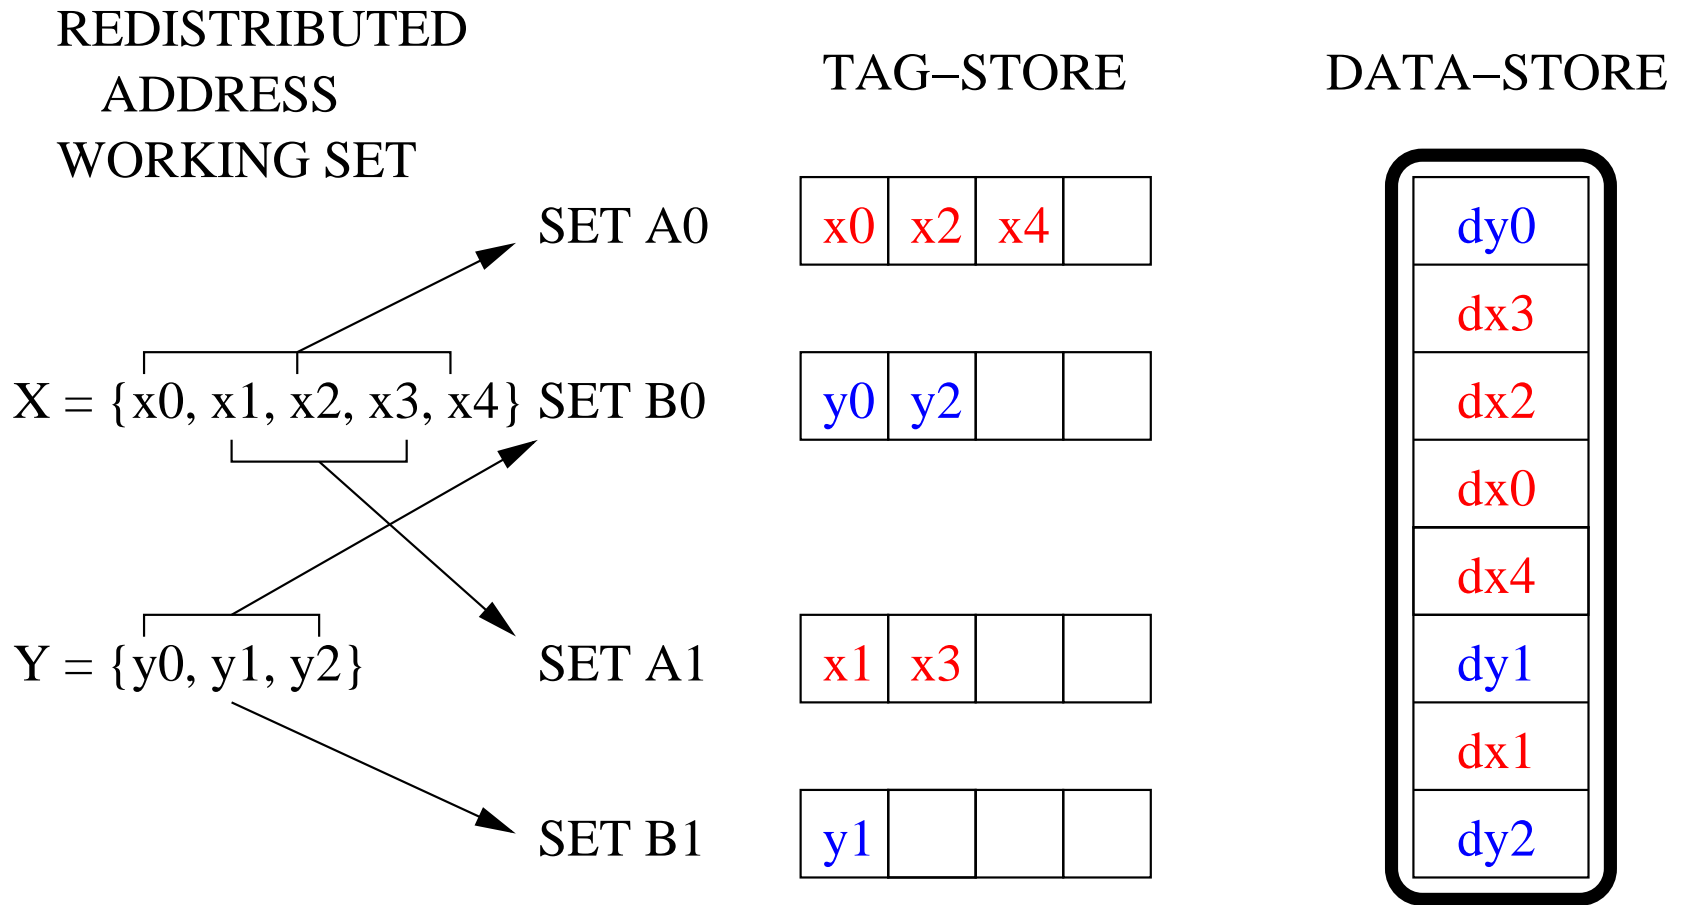 REDISTRIBUTED
ADDRESS
WORKING SET
TAG–STORE
DATA–STORE
SET A0
x0 x2 x4
dy0
dx3
X = {x0, x1, x2, x3, x4}
SET B0
y0 y2
dx2
dx0
dx4
Y = {y0, y1, y2}
SET A1
x1 x3
dy1
dx1
SET B1
y1
dy2